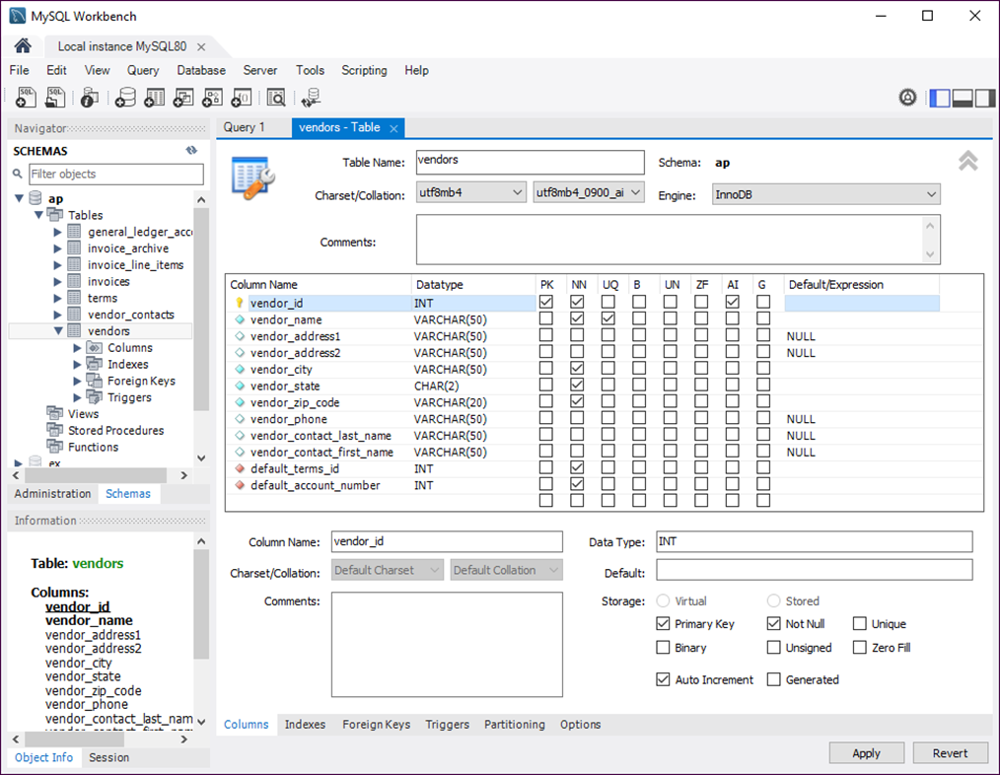 MySQL Workbench
Local instance MySQL80
File Edit View Query Database Server Tools Scripting Help
Navigator
SCHEMAS
Filter objects
ap
Tables
general_ledger_acc
invoice_archive
invoice_line_items
invoices
terms
vendor_contacts
vendors
Columns
Indexes
Foreign Keys
Triggers
Views
Stored Procedures
Functions
ex
Administration Schemas
Information
Table: vendors
Columns:
vendor_id
vendor_name
vendor_address1
vendor_address2
vendor_city
vendor_state
vendor_zip_code
vendor_phone
vendor_contact_last_nam
Object Info Session
Query 1 vendors - Table
Table Name: vendors Schema: ap
Charset/Collation: utf8mb4 utf8mb4_0900_ai Engine: InnoDB
Comments:
Column Name Datatype PK NN UQ B UN ZF AI G Default/Expression
vendor_id INT
vendor_name VARCHAR(50)
vendor_address1 VARCHAR(50) NULL
vendor_address2 VARCHAR(50) NULL
vendor_city VARCHAR(50)
vendor_state CHAR(2)
vendor_zip_code VARCHAR(20)
vendor_phone VARCHAR(50) NULL
vendor_contact_last_name VARCHAR(50) NULL
vendor_contact_first_name VARCHAR(50) NULL
default_terms_id INT
default_account_number INT
Column Name: vendor_id Data Type: INT
Charset/Collation: Default Charset Default Collation Default:
Comments: Storage: Virtual Stored
Primary Key Not Null Unique
Binary Unsigned Zero Fill
Auto Increment Generated
Columns Indexes Foreign Keys Triggers Partitioning Options
Apply Revert